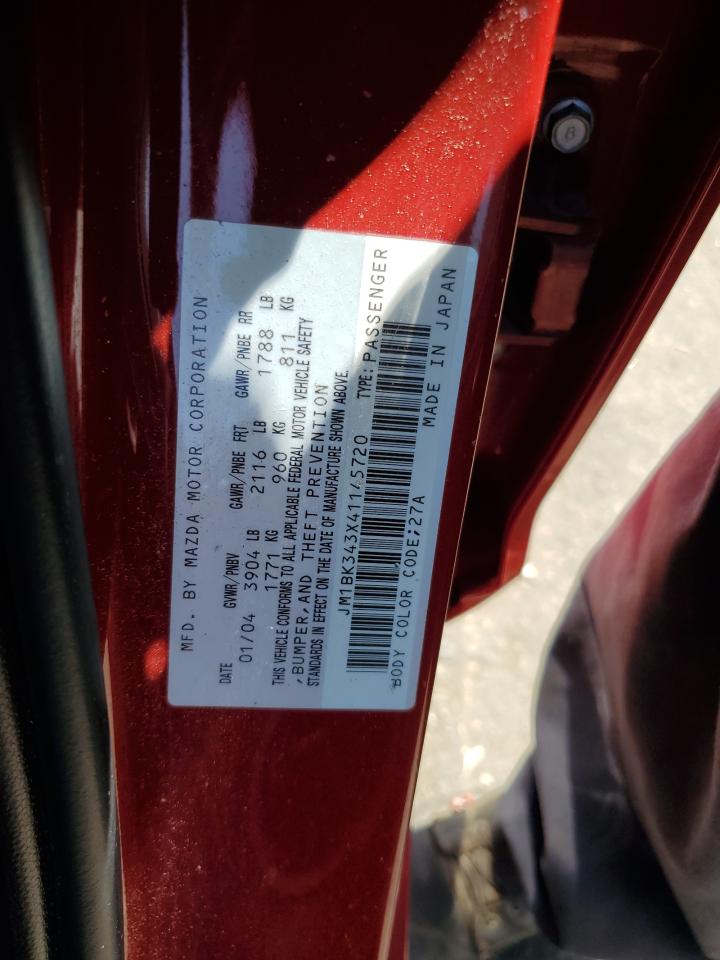 MFD. BY MAZDA MOTOR CORPORATION
DATE GVWR/PNBV GAWR/PNBE FRT GAWR/PNBE RR
01/04 3904 LB 2116 LB 1788 LB
1771 KG 960 KG 811 KG
THIS VEHICLE CONFORMS TO ALL APPLICABLE FEDERAL MOTOR VEHICLE SAFETY
,BUMPER,AND THEFT PREVENTION
STANDARDS IN EFFECT ON THE DATE OF MANUFACTURE SHOWN ABOVE.
JM1BK343X41145720 TYPE: PASSENGER
BODY COLOR CODE;27A MADE IN JAPAN
8